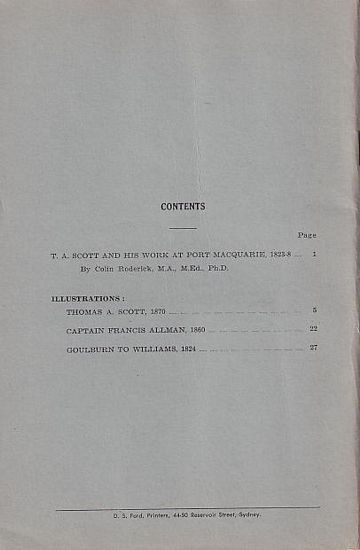 CONTENTS
Page
T. A. SCOTT AND HIS WORK AT PORT MACQUARIE, 1823-8 ... 1
By Colin Roderick, M.A., M.Ed., Ph.D.
ILLUSTRATIONS :
THOMAS A. SCOTT, 1870 ... 5
CAPTAIN FRANCIS ALLMAN, 1860 ... 22
GOULBURN TO WILLIAMS, 1824 ... 27
D. S. Ford, Printers, 44-50 Reservoir Street, Sydney.